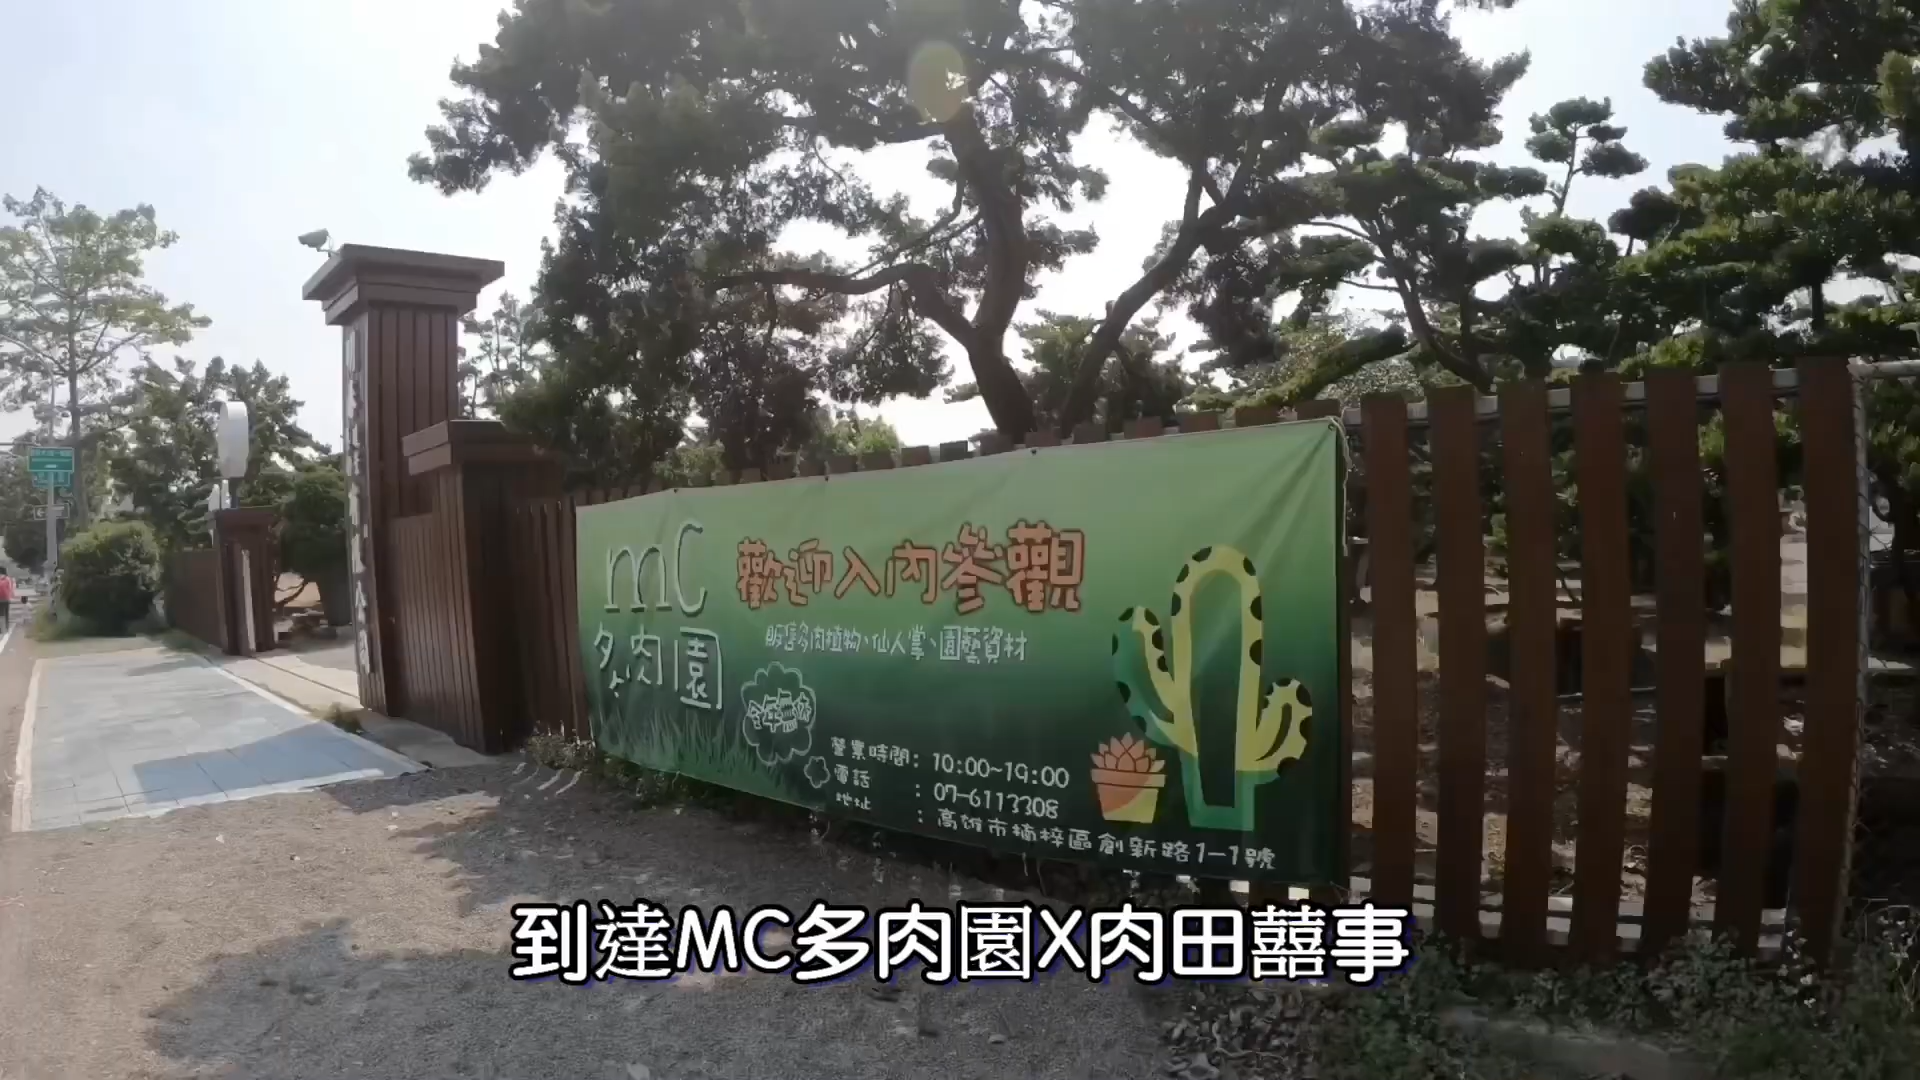 mc
多肉園
歡迎入內參觀
販售多肉植物、仙人掌、園藝資材
全年無休
營業時間：10:00~19:00
電話：07-6113308
地址：高雄市楠梓區創新路1-1號
到達MC多肉園X肉田囍事